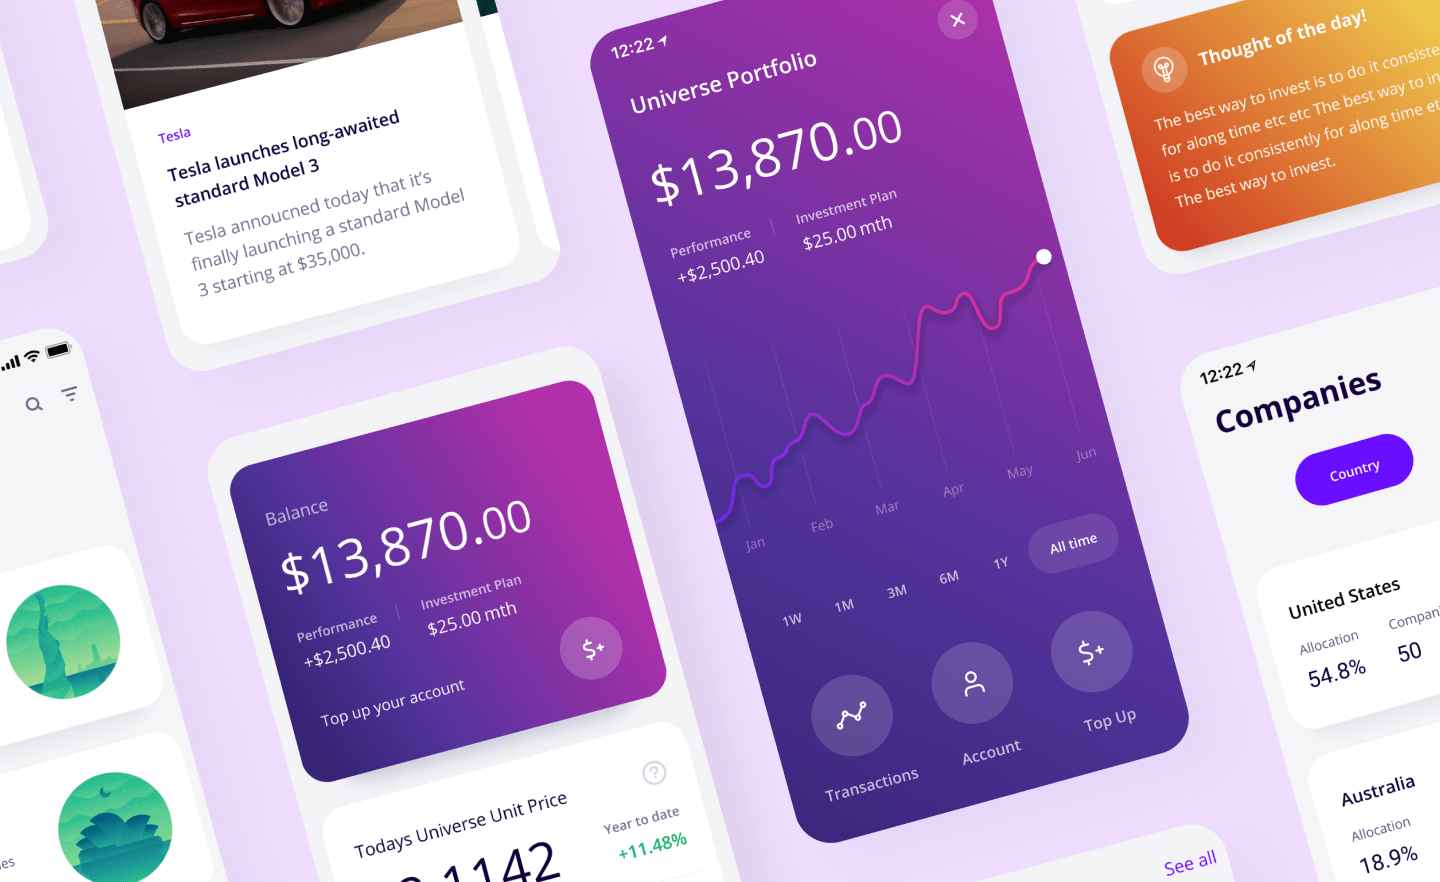 Tesla
Tesla launches long-awaited
standard Model 3
Tesla annoucned today that it's
finally launching a standard Model
3 starting at $35,000.
Balance
$13,870.00
Performance
+$2,500.40
Investment Plan
$25.00 mth
Top up your account
$+
Todays Universe Unit Price
1142
Year to date
+11.48%
12:22
Universe Portfolio
$13,870.00
Performance
+$2,500.40
Investment Plan
$25.00 mth
Jan
Feb
Mar
Apr
May
Jun
1W
1M
3M
6M
1Y
All time
$+
Transactions
Account
Top Up
See all
Thought of the day!
The best way to invest is to do it
for along time etc etc The best way to
is to do it consistently for along time
The best way to invest.
12:22
Companies
Country
United States
Allocation
54.8%
50
Australia
Allocation
18.9%